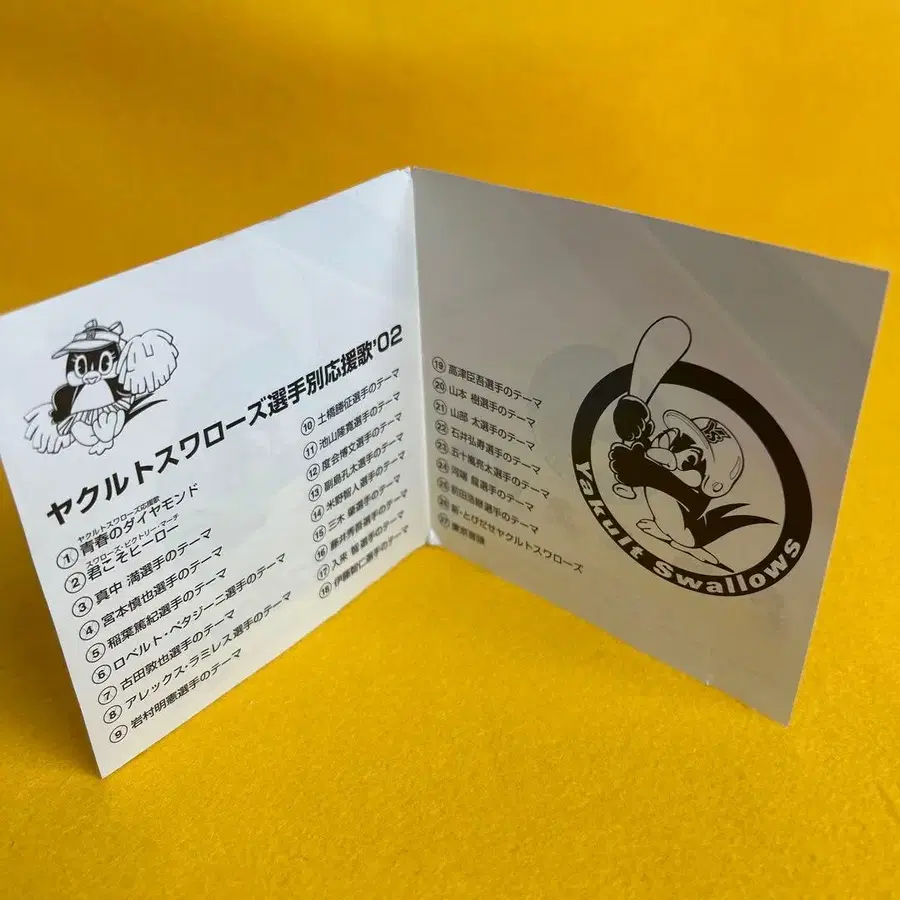 ヤクルトスワローズ選手別応援歌'02
ヤクルトスワローズ応援歌
① 青春のダイヤモンド
スワローズ・ビクトリー・マーチ
② 君こそヒーロー
③ 真中 満選手のテーマ
④ 宮本慎也選手のテーマ
⑤ 稲葉篤紀選手のテーマ
⑥ ロベルト・ペタジーニ選手のテーマ
⑦ 古田敦也選手のテーマ
⑧ アレックス・ラミレス選手のテーマ
⑨ 岩村明憲選手のテーマ
⑩ 土橋勝征選手のテーマ
⑪ 池山隆寛選手のテーマ
⑫ 度会博文選手のテーマ
⑬ 副島孔太選手のテーマ
⑭ 米野智人選手のテーマ
⑮ 三木 肇選手のテーマ
⑯ 藤井秀悟選手のテーマ
⑰ 入来 智選手のテーマ
⑱ 伊藤智仁選手のテーマ
⑲ 高津臣吾選手のテーマ
⑳ 山本 樹選手のテーマ
㉑ 山部 太選手のテーマ
㉒ 石井弘寿選手のテーマ
㉓ 五十嵐亮太選手のテーマ
㉔ 河端 龍選手のテーマ
㉕ 前田浩継選手のテーマ
㉖ 新・とびだせヤクルトスワローズ
㉗ 東京音頭
Ys
Yakult Swallows